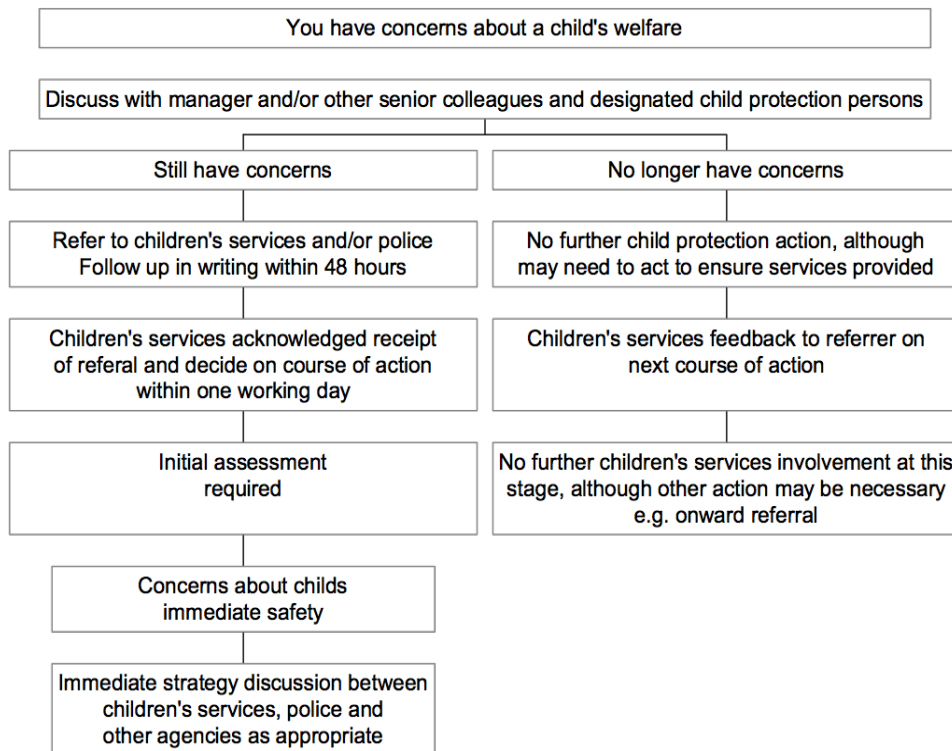 You have concerns about a child's welfare
Discuss with manager and/or other senior colleagues and designated child protection persons
Still have concerns
No longer have concerns
Refer to children's services and/or police
Follow up in writing within 48 hours
No further child protection action, although
may need to act to ensure services provided
Children's services acknowledged receipt
of referal and decide on course of action
within one working day
Children's services feedback to referrer on
next course of action
Initial assessment
required
No further children's services involvement at this
stage, although other action may be necessary
e.g. onward referral
Concerns about childs
immediate safety
Immediate strategy discussion between
children's services, police and
other agencies as appropriate